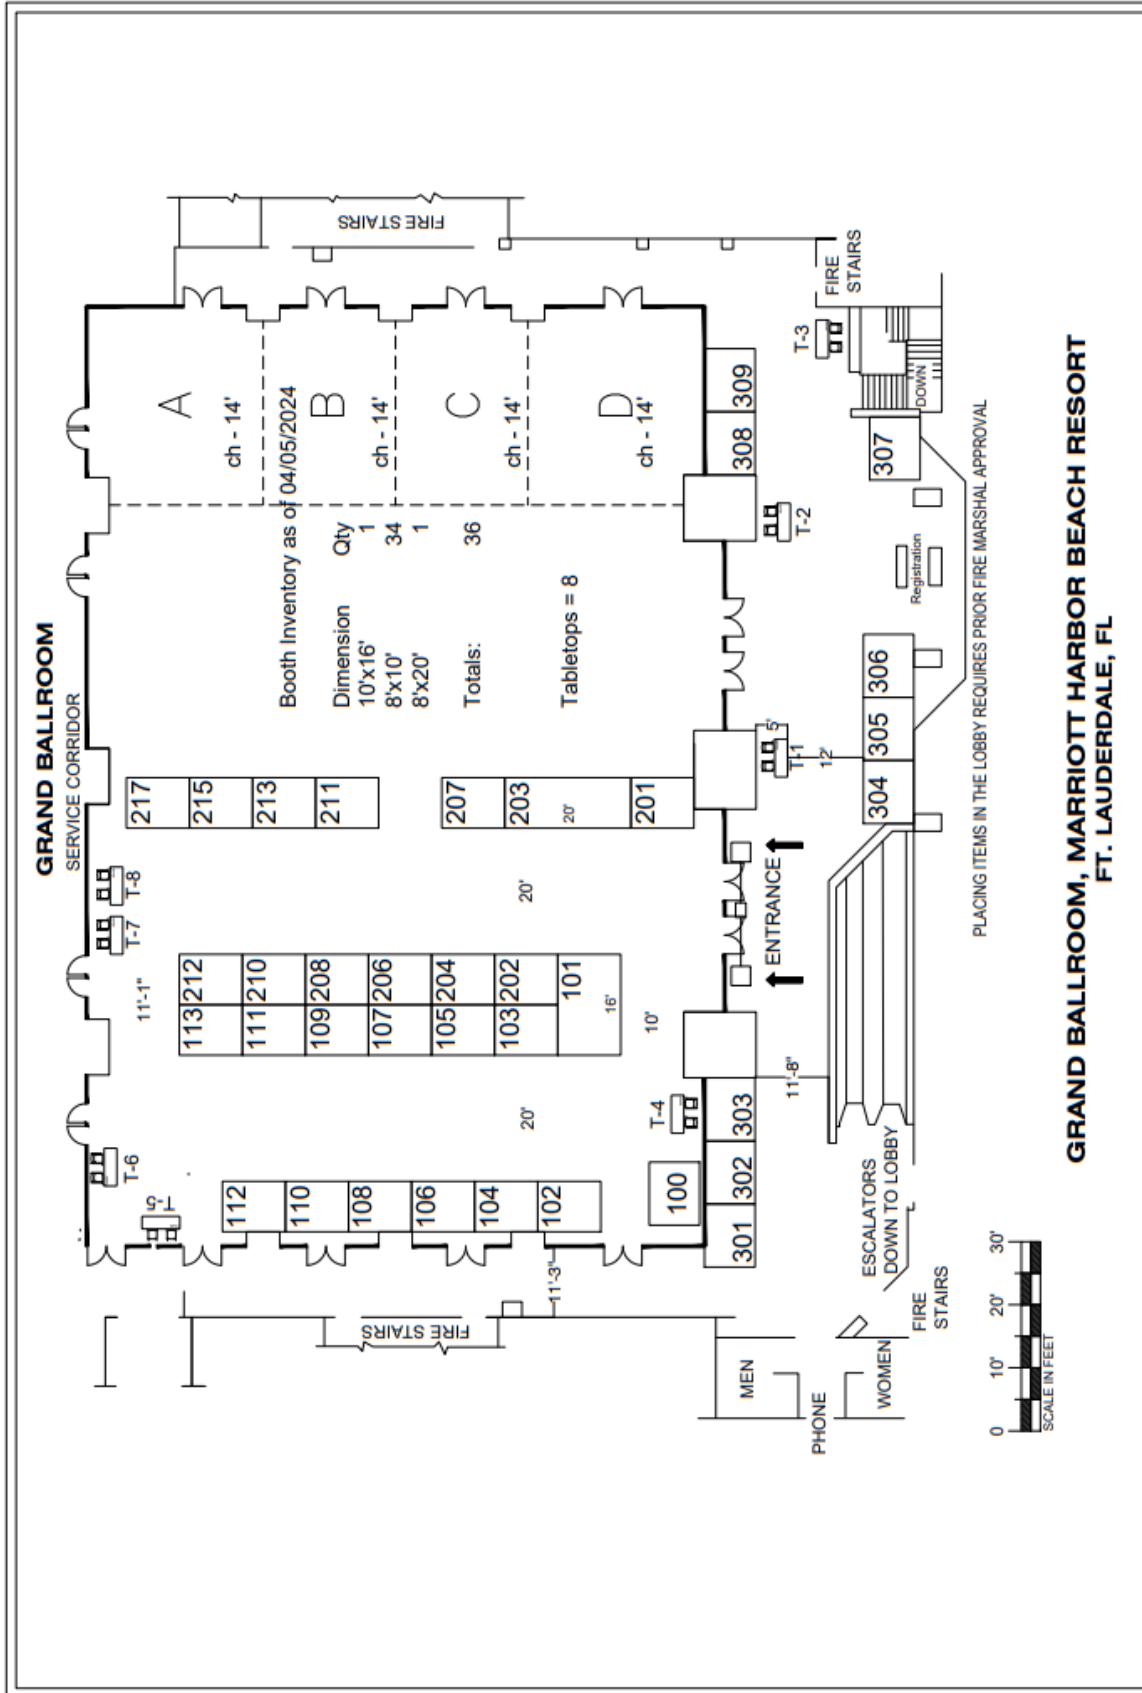 GRAND BALLROOM
SERVICE CORRIDOR
FIRE STAIRS
A
ch - 14'
B
ch - 14'
C
ch - 14'
D
ch - 14'
Booth Inventory as of 04/05/2024
Dimension Qty
10'x16' 1
8'x10' 34
8'x20' 1
Totals: 36
Tabletops = 8
217
215
213
211
207
203
20'
201
T-8
T-7
11'-1"
20'
113 212
111 210
109 208
107 206
105 204
103 202
101
16'
10'
20'
T-6
T-5
112
110
108
106
104
102
100
T-4
11'-3"
FIRE STAIRS
301
302
303
11'-8"
ENTRANCE
T-1
5'
12'
T-2
308
309
T-3
FIRE
STAIRS
DOWN
307
Registration
304
305
306
ESCALATORS
DOWN TO LOBBY
FIRE
STAIRS
MEN
PHONE
WOMEN
PLACING ITEMS IN THE LOBBY REQUIRES PRIOR FIRE MARSHAL APPROVAL
0 10' 20' 30'
SCALE IN FEET
GRAND BALLROOM, MARRIOTT HARBOR BEACH RESORT
FT. LAUDERDALE, FL